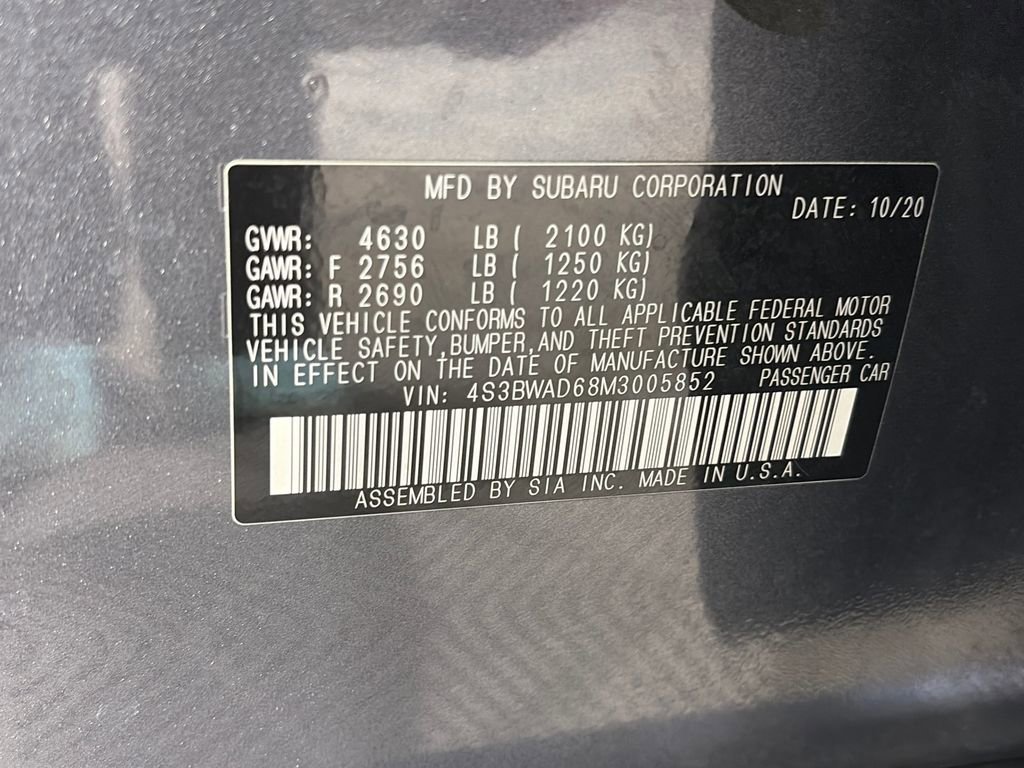 MFD BY SUBARU CORPORATION
DATE: 10/20
GVWR: 4630 LB ( 2100 KG)
GAWR: F 2756 LB ( 1250 KG)
GAWR: R 2690 LB ( 1220 KG)
THIS VEHICLE CONFORMS TO ALL APPLICABLE FEDERAL MOTOR
VEHICLE SAFETY,BUMPER,AND THEFT PREVENTION STANDARDS
IN EFFECT ON THE DATE OF MANUFACTURE SHOWN ABOVE.
VIN: 4S3BWAD68M3005852 PASSENGER CAR
ASSEMBLED BY SIA INC. MADE IN U.S.A.